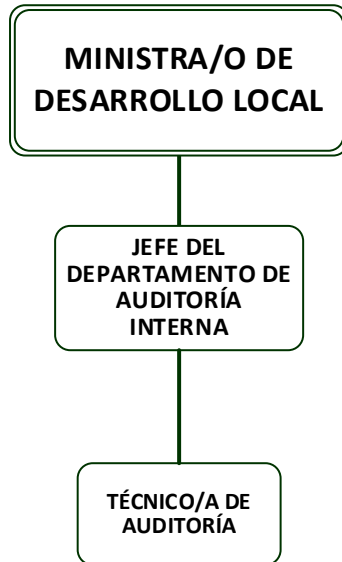 MINISTRA/O DE
DESARROLLO LOCAL
JEFE DEL
DEPARTAMENTO DE
AUDITORÍA
INTERNA
TÉCNICO/A DE
AUDITORÍA